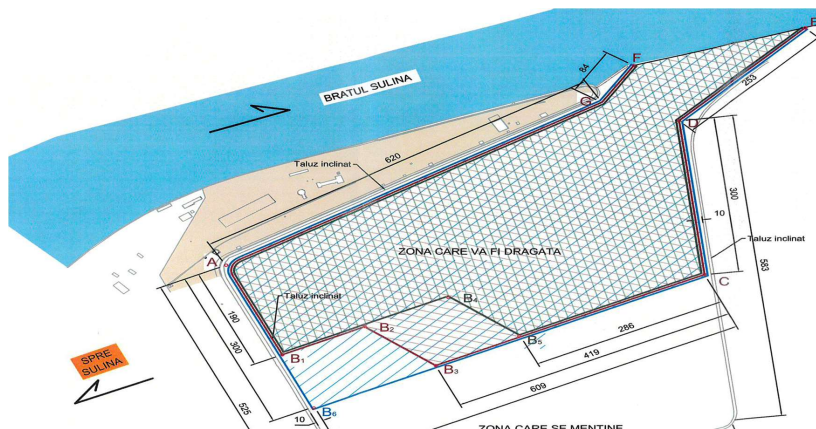 E
F
84
BRATUL SULINA
G
253
D
620
Taluz inclinat
300
10
A
ZONA CARE VA FI DRAGATA
Taluz inclinat
583
C
Taluz inclinat
190
B4
300
B2
286
B5
B1
419
SPRE
SULINA
B3
609
525
B6
10
ZONA CARE SE MENTINE